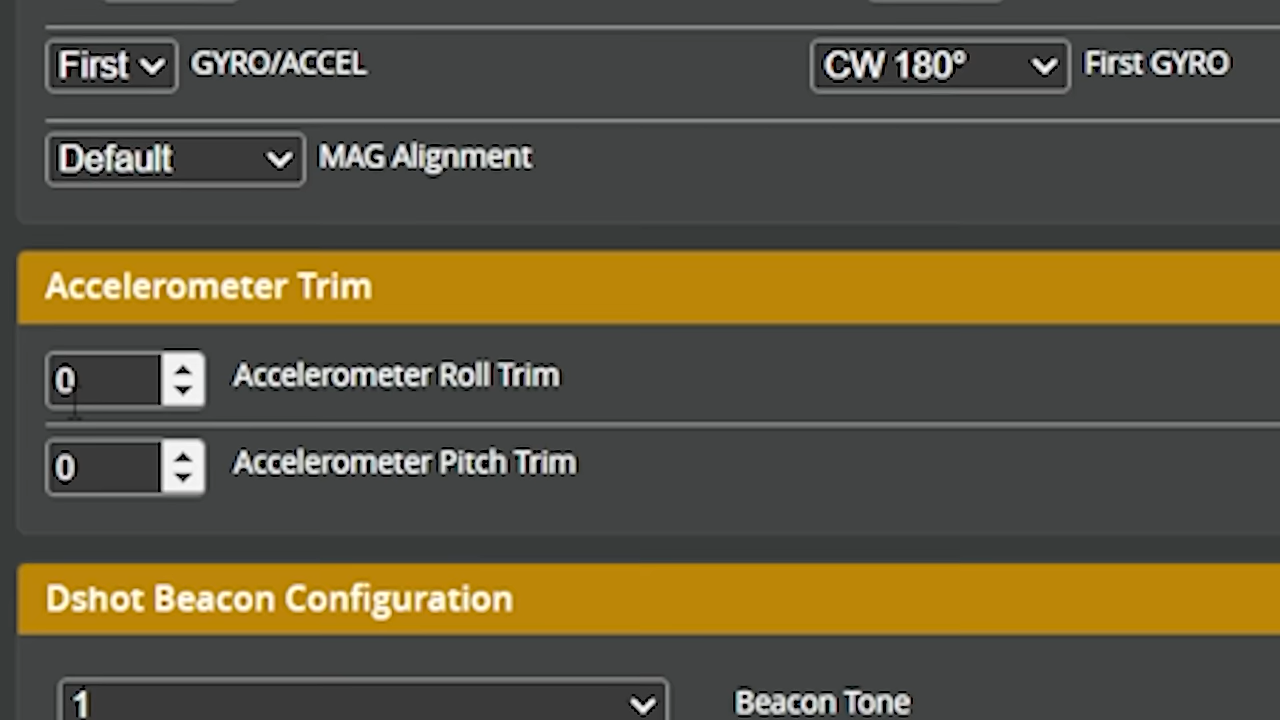 First GYRO/ACCEL CW 180° First GYRO
Default MAG Alignment
Accelerometer Trim
0 Accelerometer Roll Trim
0 Accelerometer Pitch Trim
Dshot Beacon Configuration
1 Beacon Tone